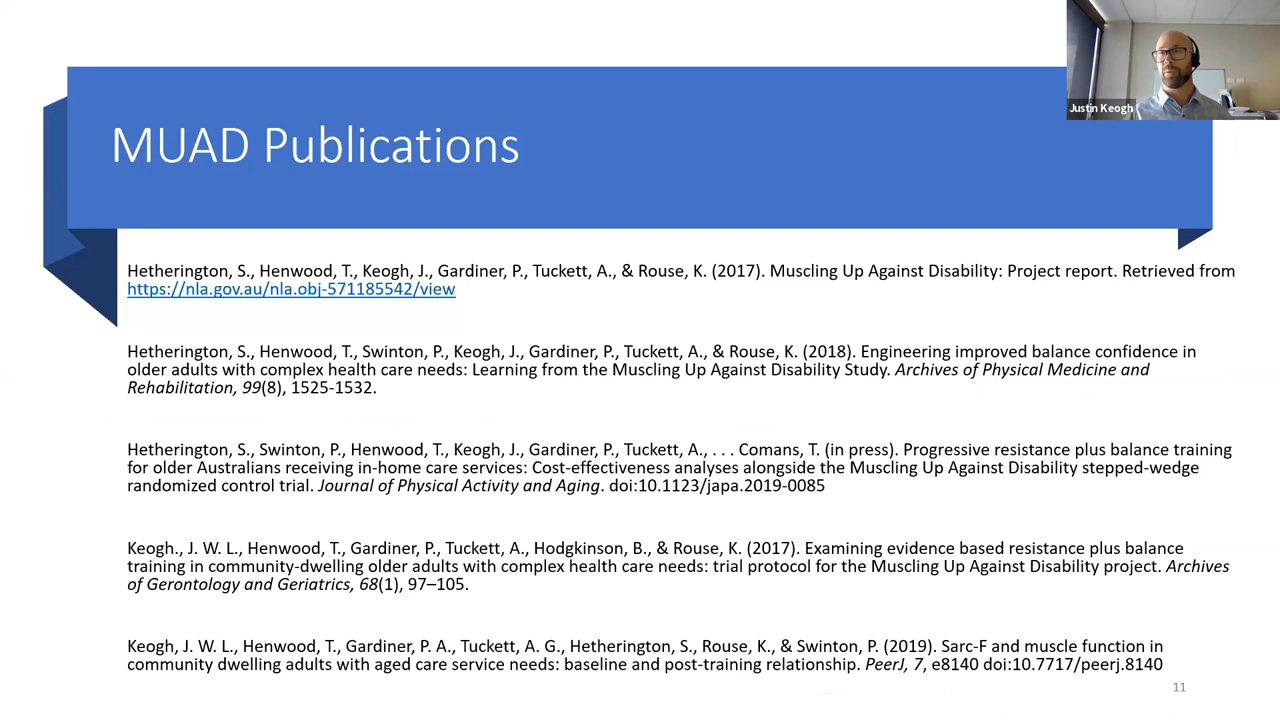 Justin Keogh
MUAD Publications
Hetherington, S., Henwood, T., Keogh, J., Gardiner, P., Tuckett, A., & Rouse, K. (2017). Muscling Up Against Disability: Project report. Retrieved from
https://nla.gov.au/nla.obj-571185542/view
Hetherington, S., Henwood, T., Swinton, P., Keogh, J., Gardiner, P., Tuckett, A., & Rouse, K. (2018). Engineering improved balance confidence in
older adults with complex health care needs: Learning from the Muscling Up Against Disability Study. Archives of Physical Medicine and
Rehabilitation, 99(8), 1525-1532.
Hetherington, S., Swinton, P., Henwood, T., Keogh, J., Gardiner, P., Tuckett, A., . . . Comans, T. (in press). Progressive resistance plus balance training
for older Australians receiving in-home care services: Cost-effectiveness analyses alongside the Muscling Up Against Disability stepped-wedge
randomized control trial. Journal of Physical Activity and Aging. doi:10.1123/japa.2019-0085
Keogh., J. W. L., Henwood, T., Gardiner, P., Tuckett, A., Hodgkinson, B., & Rouse, K. (2017). Examining evidence based resistance plus balance
training in community-dwelling older adults with complex health care needs: trial protocol for the Muscling Up Against Disability project. Archives
of Gerontology and Geriatrics, 68(1), 97–105.
Keogh, J. W. L., Henwood, T., Gardiner, P. A., Tuckett, A. G., Hetherington, S., Rouse, K., & Swinton, P. (2019). Sarc-F and muscle function in
community dwelling adults with aged care service needs: baseline and post-training relationship. PeerJ, 7, e8140 doi:10.7717/peerj.8140
11